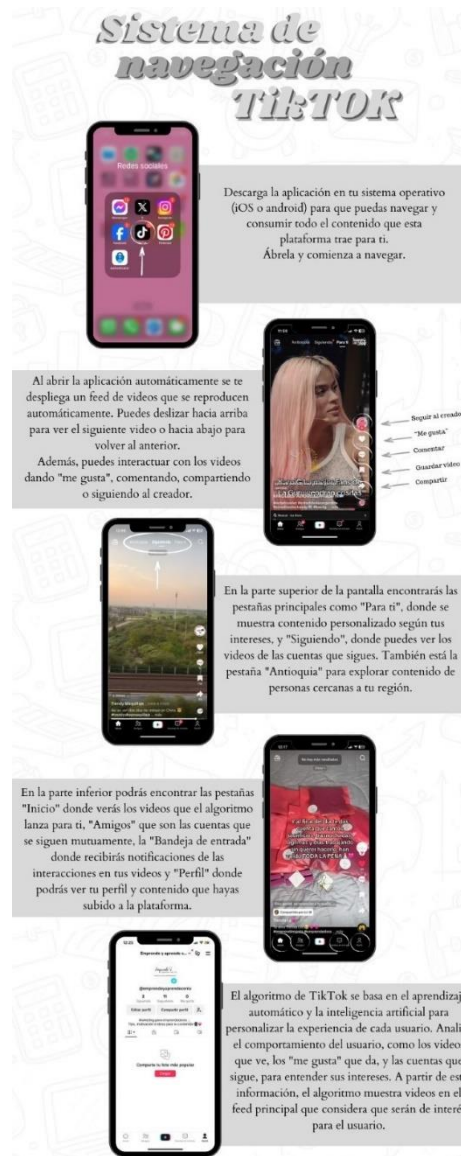 Sistema de
navegación
TikTOK
Redes sociales
Descarga la aplicación en tu sistema operativo
(iOS o android) para que puedas navegar y
consumir todo el contenido que esta
plataforma trae para ti.
Ábrela y comienza a navegar.
Al abrir la aplicación automáticamente se te
despliega un feed de videos que se reproducen
automáticamente. Puedes deslizar hacia arriba
para ver el siguiente video o hacia abajo para
volver al anterior.
Además, puedes interactuar con los videos
dando "me gusta", comentando, compartiendo
o siguiendo al creador.
Siguiendo
Para ti
Seguir al creado
"Me gusta"
Comentar
Guardar video
Compartir
En la parte superior de la pantalla encontrarás las
pestañas principales como "Para ti", donde se
muestra contenido personalizado según tus
intereses, y "Siguiendo", donde puedes ver los
videos de las cuentas que sigues. También está la
pestaña "Antioquia" para explorar contenido de
personas cercanas a tu región.
En la parte inferior podrás encontrar las pestañas
"Inicio" donde verás los videos que el algoritmo
lanza para ti, "Amigos" que son las cuentas que
se siguen mutuamente, la "Bandeja de entrada"
donde recibirás notificaciones de las
interacciones en tus videos y "Perfil" donde
podrás ver tu perfil y contenido que hayas
subido a la plataforma.
Emprende y aprende
Editar perfil
Compartir perfil
El algoritmo de TikTok se basa en el aprendizaj
automático y la inteligencia artificial para
personalizar la experiencia de cada usuario. Anali
el comportamiento del usuario, como los video
que ve, los "me gusta" que da, y las cuentas que
sigue, para entender sus intereses. A partir de est
información, el algoritmo muestra videos en el
feed principal que considera que serán de interé
para el usuario.